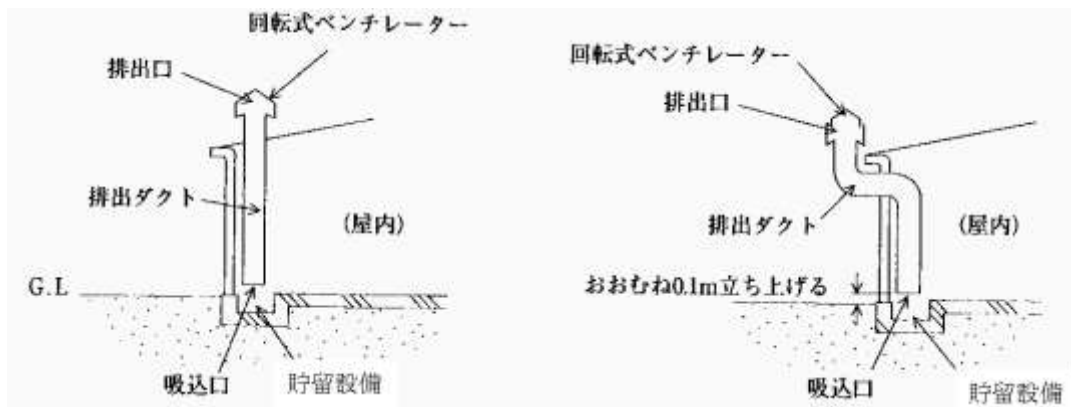 回転式ベンチレーター
排出口
排出ダクト
(屋内)
G.L
吸込口
貯留設備
回転式ベンチレーター
排出口
排出ダクト
(屋内)
おおむね0.1m立ち上げる
吸込口
貯留設備